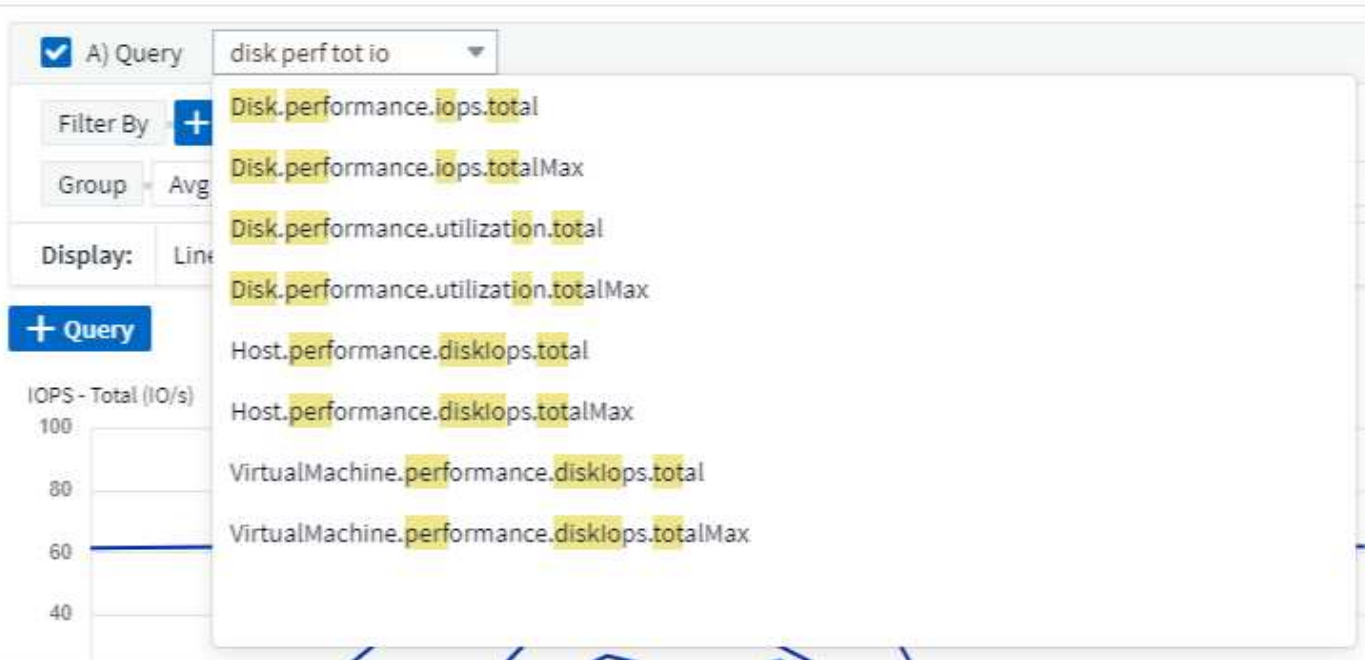 A) Query disk perf tot io
Disk.performance.iops.total
Filter By +
Disk.performance.iops.totalMax
Group Avg
Disk.performance.utilization.total
Display: Line
Disk.performance.utilization.totalMax
+ Query
Host.performance.diskIops.total
IOPS - Total (IO/s)
Host.performance.diskIops.totalMax
100
VirtualMachine.performance.diskIops.total
80
VirtualMachine.performance.diskIops.totalMax
60
40